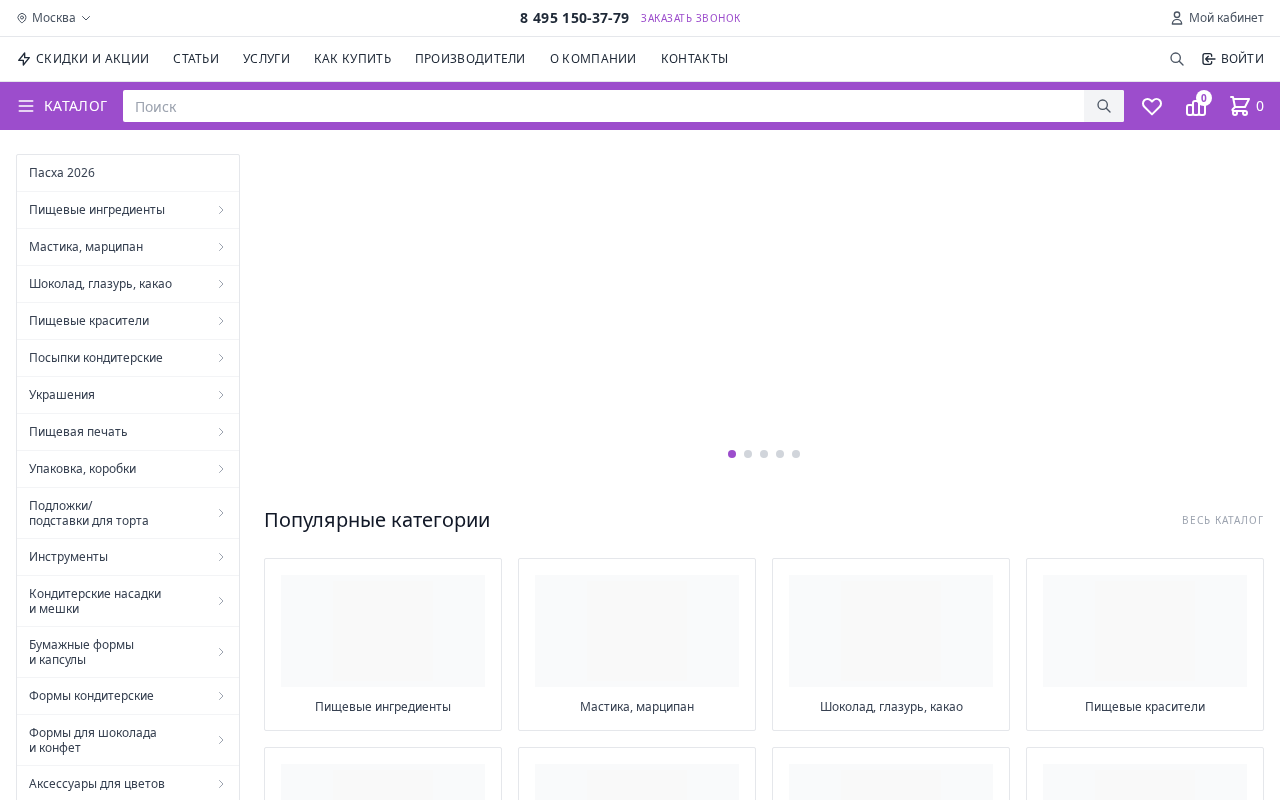 Москва
8 495 150-37-79 ЗАКАЗАТЬ ЗВОНОК
Мой кабинет
СКИДКИ И АКЦИИ СТАТЬИ УСЛУГИ КАК КУПИТЬ ПРОИЗВОДИТЕЛИ О КОМПАНИИ КОНТАКТЫ
ВОЙТИ
КАТАЛОГ
Поиск
0
0
Пасха 2026
Пищевые ингредиенты
Мастика, марципан
Шоколад, глазурь, какао
Пищевые красители
Посыпки кондитерские
Украшения
Пищевая печать
Упаковка, коробки
Подложки/
подставки для торта
Инструменты
Кондитерские насадки
и мешки
Бумажные формы
и капсулы
Формы кондитерские
Формы для шоколада
и конфет
Аксессуары для цветов
Популярные категории
ВЕСЬ КАТАЛОГ
Пищевые ингредиенты
Мастика, марципан
Шоколад, глазурь, какао
Пищевые красители